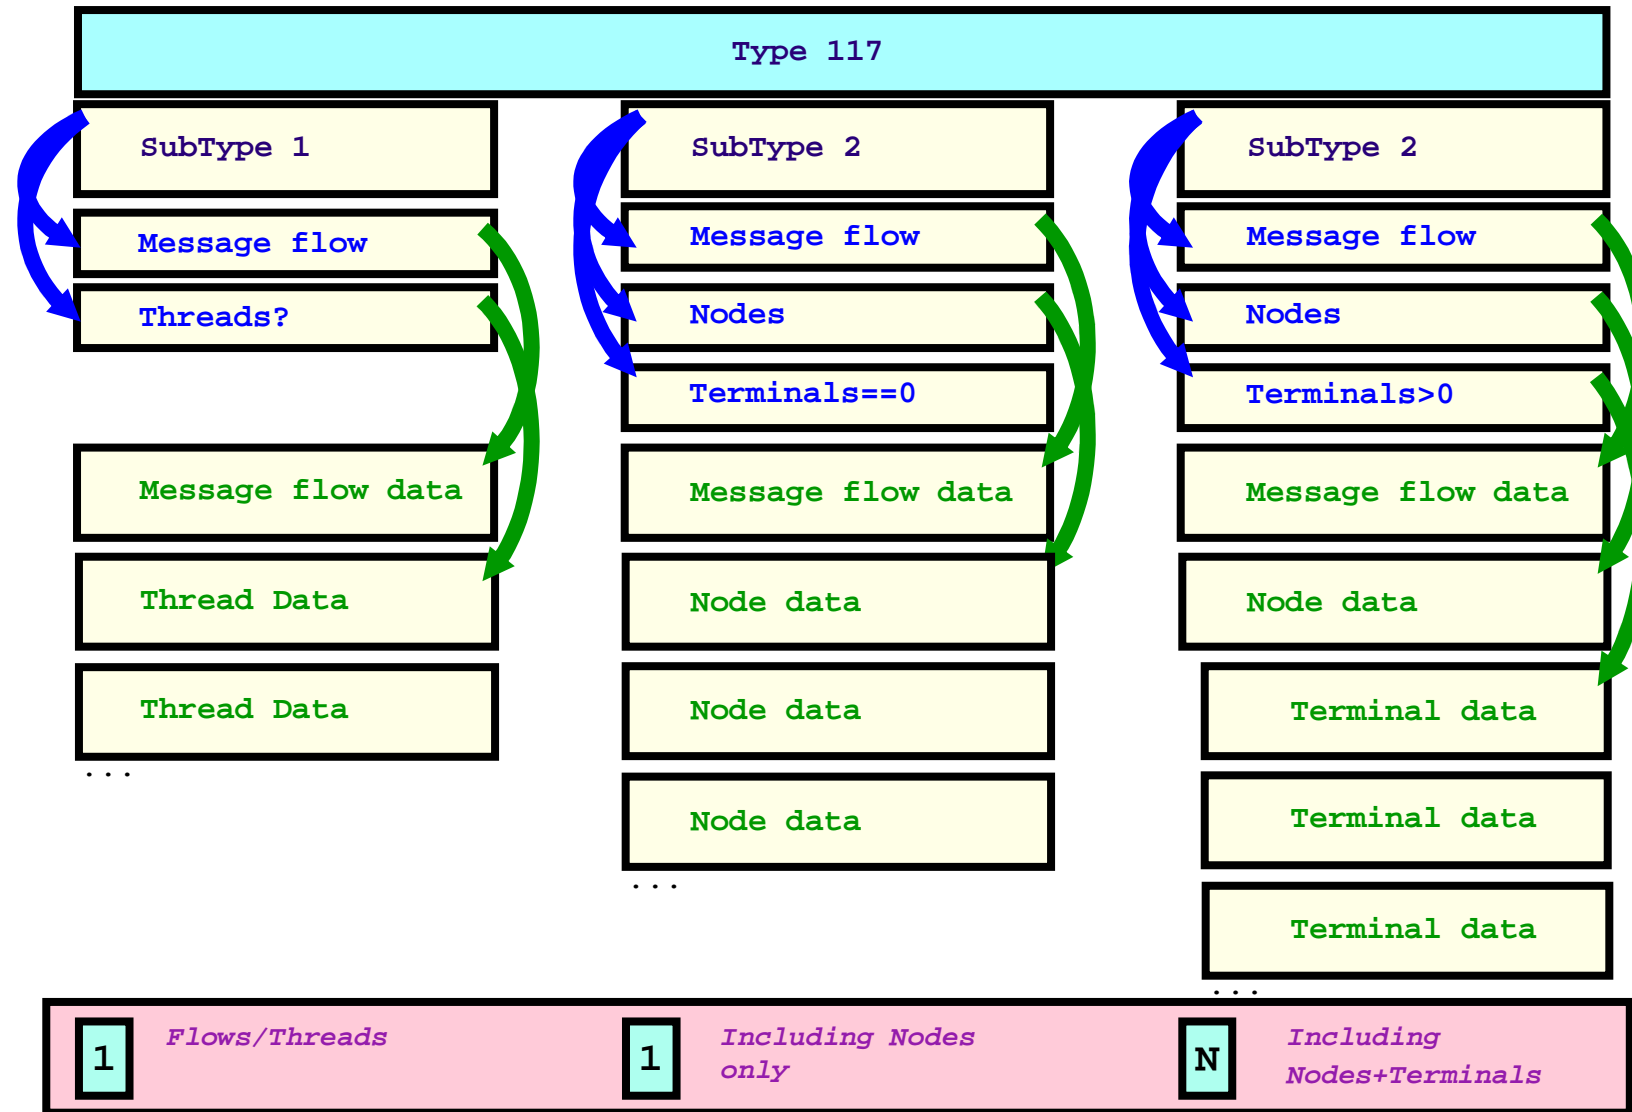 Type 117
SubType 1
Message flow
Threads?
Message flow data
Thread Data
Thread Data
...
SubType 2
Message flow
Nodes
Terminals==0
Message flow data
Node data
Node data
Node data
...
SubType 2
Message flow
Nodes
Terminals>0
Message flow data
Node data
Terminal data
Terminal data
Terminal data
...
1
Flows/Threads
1
Including Nodes
only
N
Including
Nodes+Terminals